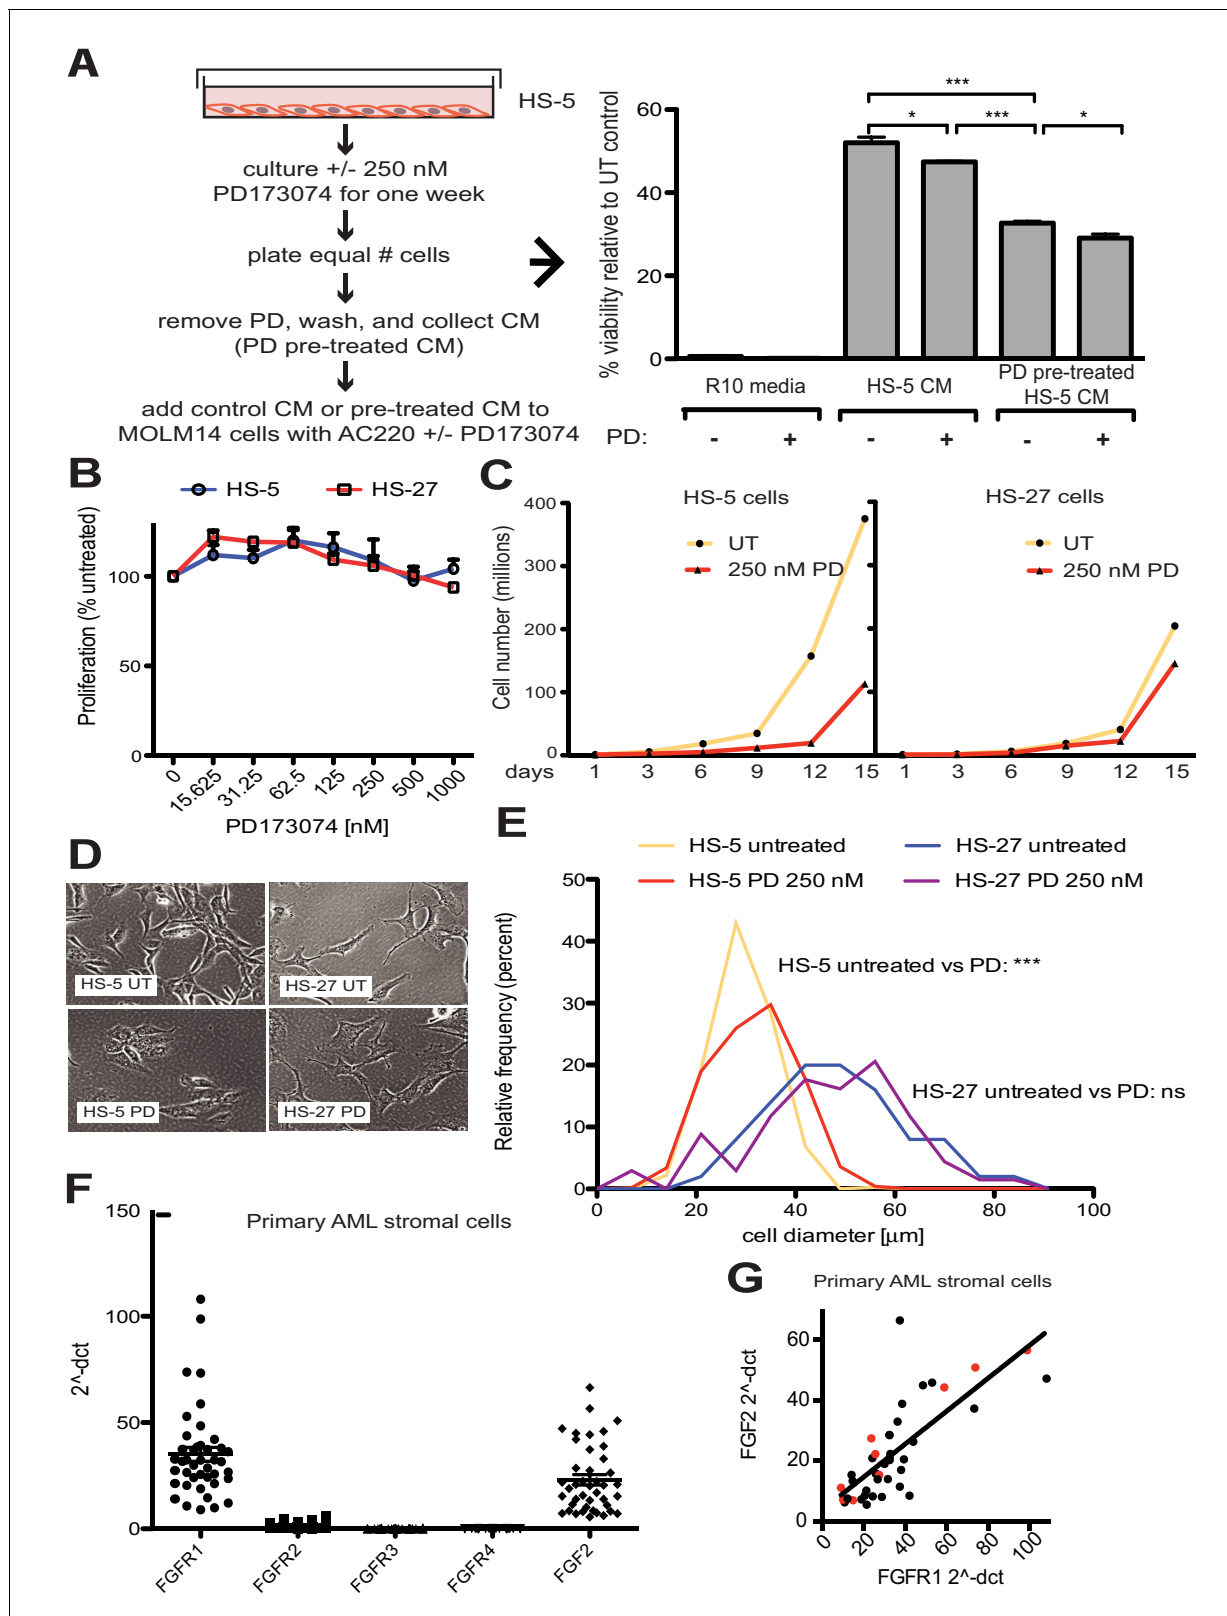 A
HS-5
culture +/- 250 nM
PD173074 for one week
plate equal # cells
remove PD, wash, and collect CM
(PD pre-treated CM)
add control CM or pre-treated CM to
MOLM14 cells with AC220 +/- PD173074
% viability relative to UT control
60
40
20
0
***
* *** *
R10 media HS-5 CM PD pre-treated
HS-5 CM
PD: - + - + - +
B
HS-5 HS-27
Proliferation (% untreated)
100
50
0
0 15.625 31.25 62.5 125 250 500 1000
PD173074 [nM]
C
HS-5 cells HS-27 cells
Cell number (millions)
400
300
200
100
0
UT
250 nM PD
UT
250 nM PD
days 1 3 6 9 12 15 1 3 6 9 12 15
D
HS-5 UT HS-27 UT
HS-5 PD HS-27 PD
E
HS-5 untreated HS-27 untreated
HS-5 PD 250 nM HS-27 PD 250 nM
Relative frequency (percent)
50
40
30
20
10
0
HS-5 untreated vs PD: ***
HS-27 untreated vs PD: ns
0 20 40 60 80 100
cell diameter [μm]
F
Primary AML stromal cells
2^-dct
150
100
50
0
FGFR1 FGFR2 FGFR3 FGFR4 FGF2
G
Primary AML stromal cells
FGF2 2^-dct
60
40
20
0
0 20 40 60 80 100
FGFR1 2^-dct